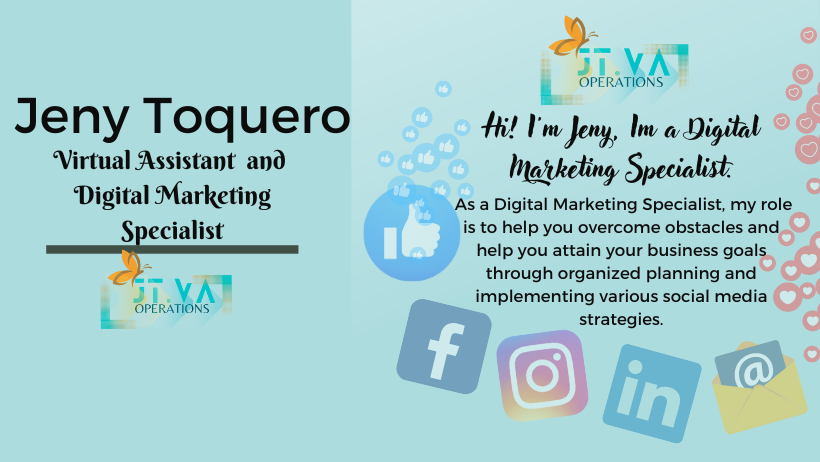 Jeny Toquero
Virtual Assistant and
Digital Marketing
Specialist
JT.VA
OPERATIONS
JT.VA
OPERATIONS
Hi! I'm Jeny, Im a Digital
Marketing Specialist.
As a Digital Marketing Specialist, my role
is to help you overcome obstacles and
help you attain your business goals
through organized planning and
implementing various social media
strategies.
f
in
@